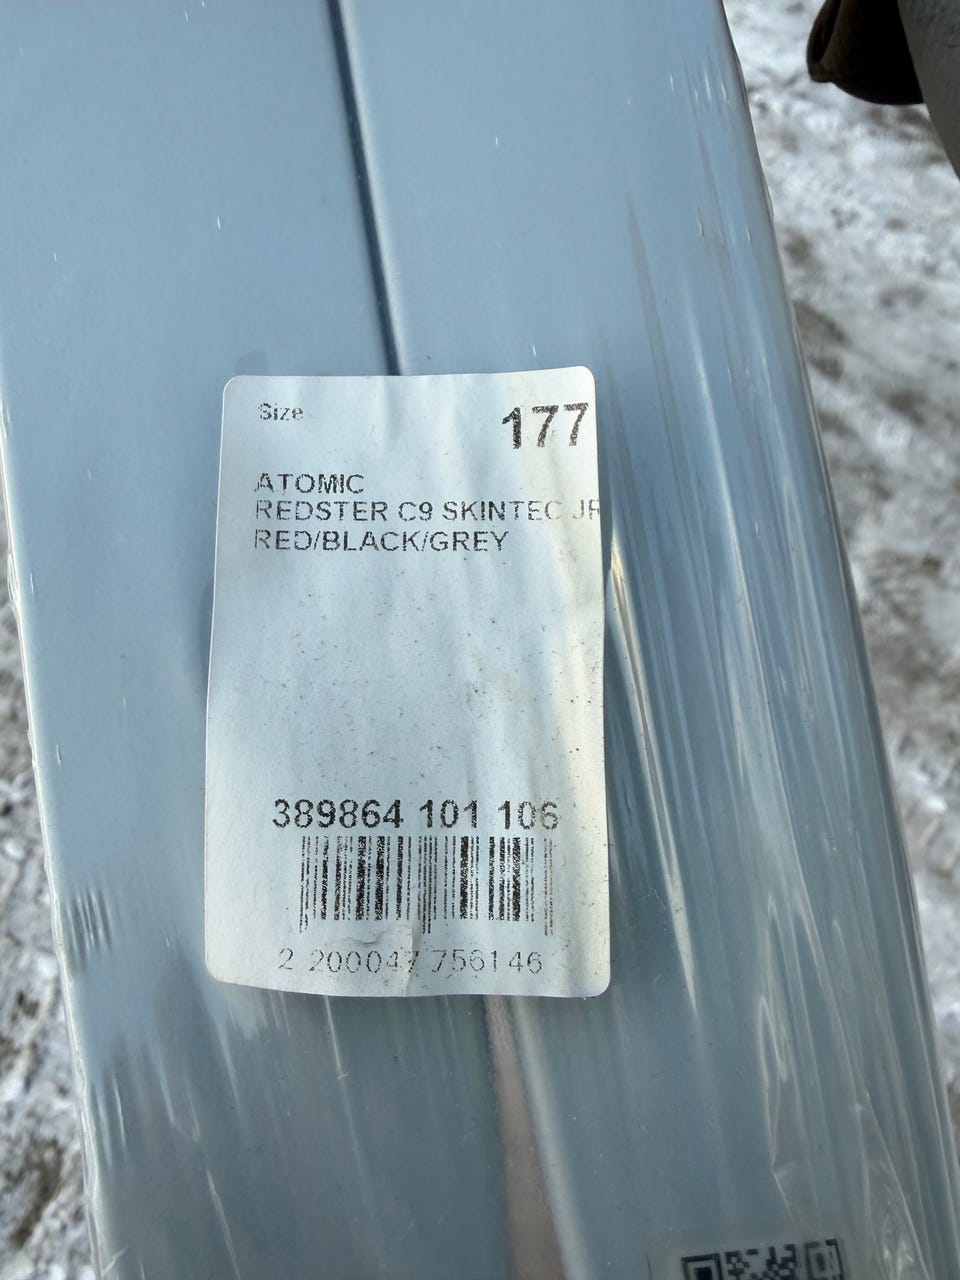 Size
177
ATOMIC
REDSTER C9 SKINTEC JR
RED/BLACK/GREY
389864 101 106
2 200047 756146